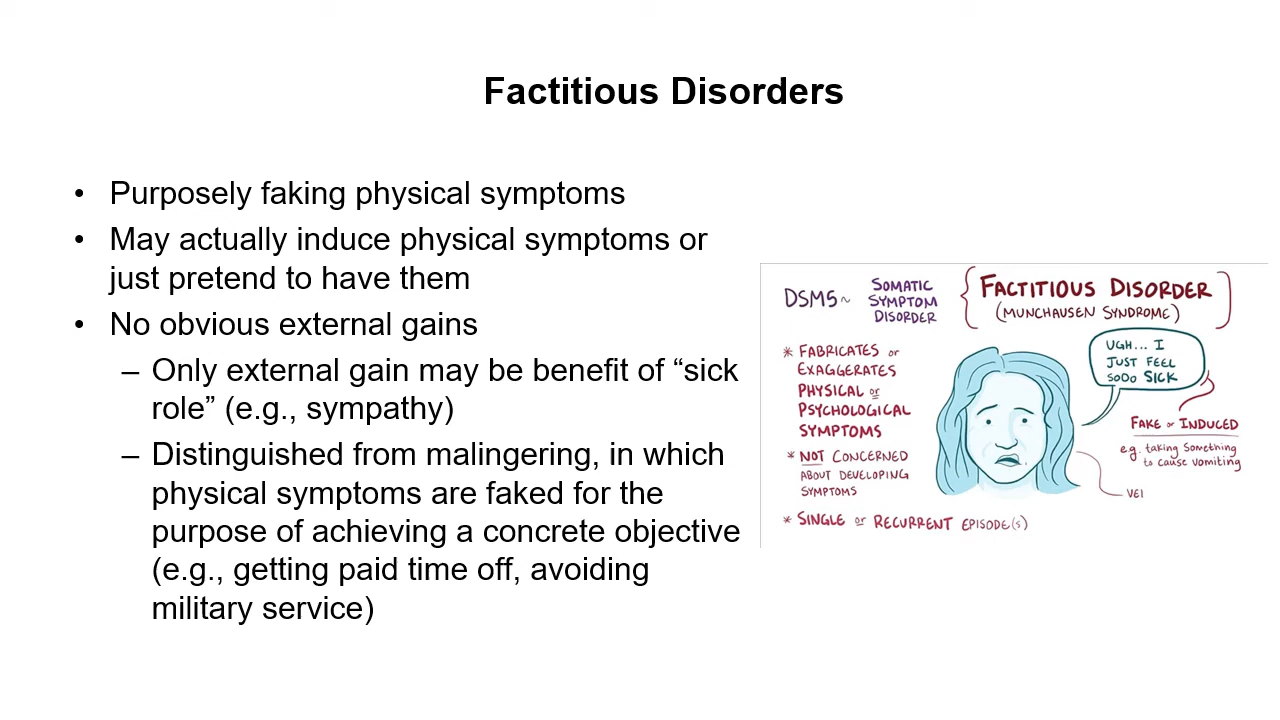 Factitious Disorders
• Purposely faking physical symptoms
• May actually induce physical symptoms or
just pretend to have them
• No obvious external gains
– Only external gain may be benefit of “sick
role” (e.g., sympathy)
– Distinguished from malingering, in which
physical symptoms are faked for the
purpose of achieving a concrete objective
(e.g., getting paid time off, avoiding
military service)
DSM5~
SOMATIC
SYMPTOM
DISORDER
FACTITIOUS DISORDER
(MUNCHAUSEN SYNDROME)
* FABRICATES or
EXAGGERATES
PHYSICAL or
PSYCHOLOGICAL
SYMPTOMS
* NOT CONCERNED
ABOUT DEVELOPING
SYMPTOMS
* SINGLE or RECURRENT EPISODE(S)
UGH... I
JUST FEEL
SOOO SICK
FAKE or INDUCED
e.g. taking something
to cause vomiting
VEI